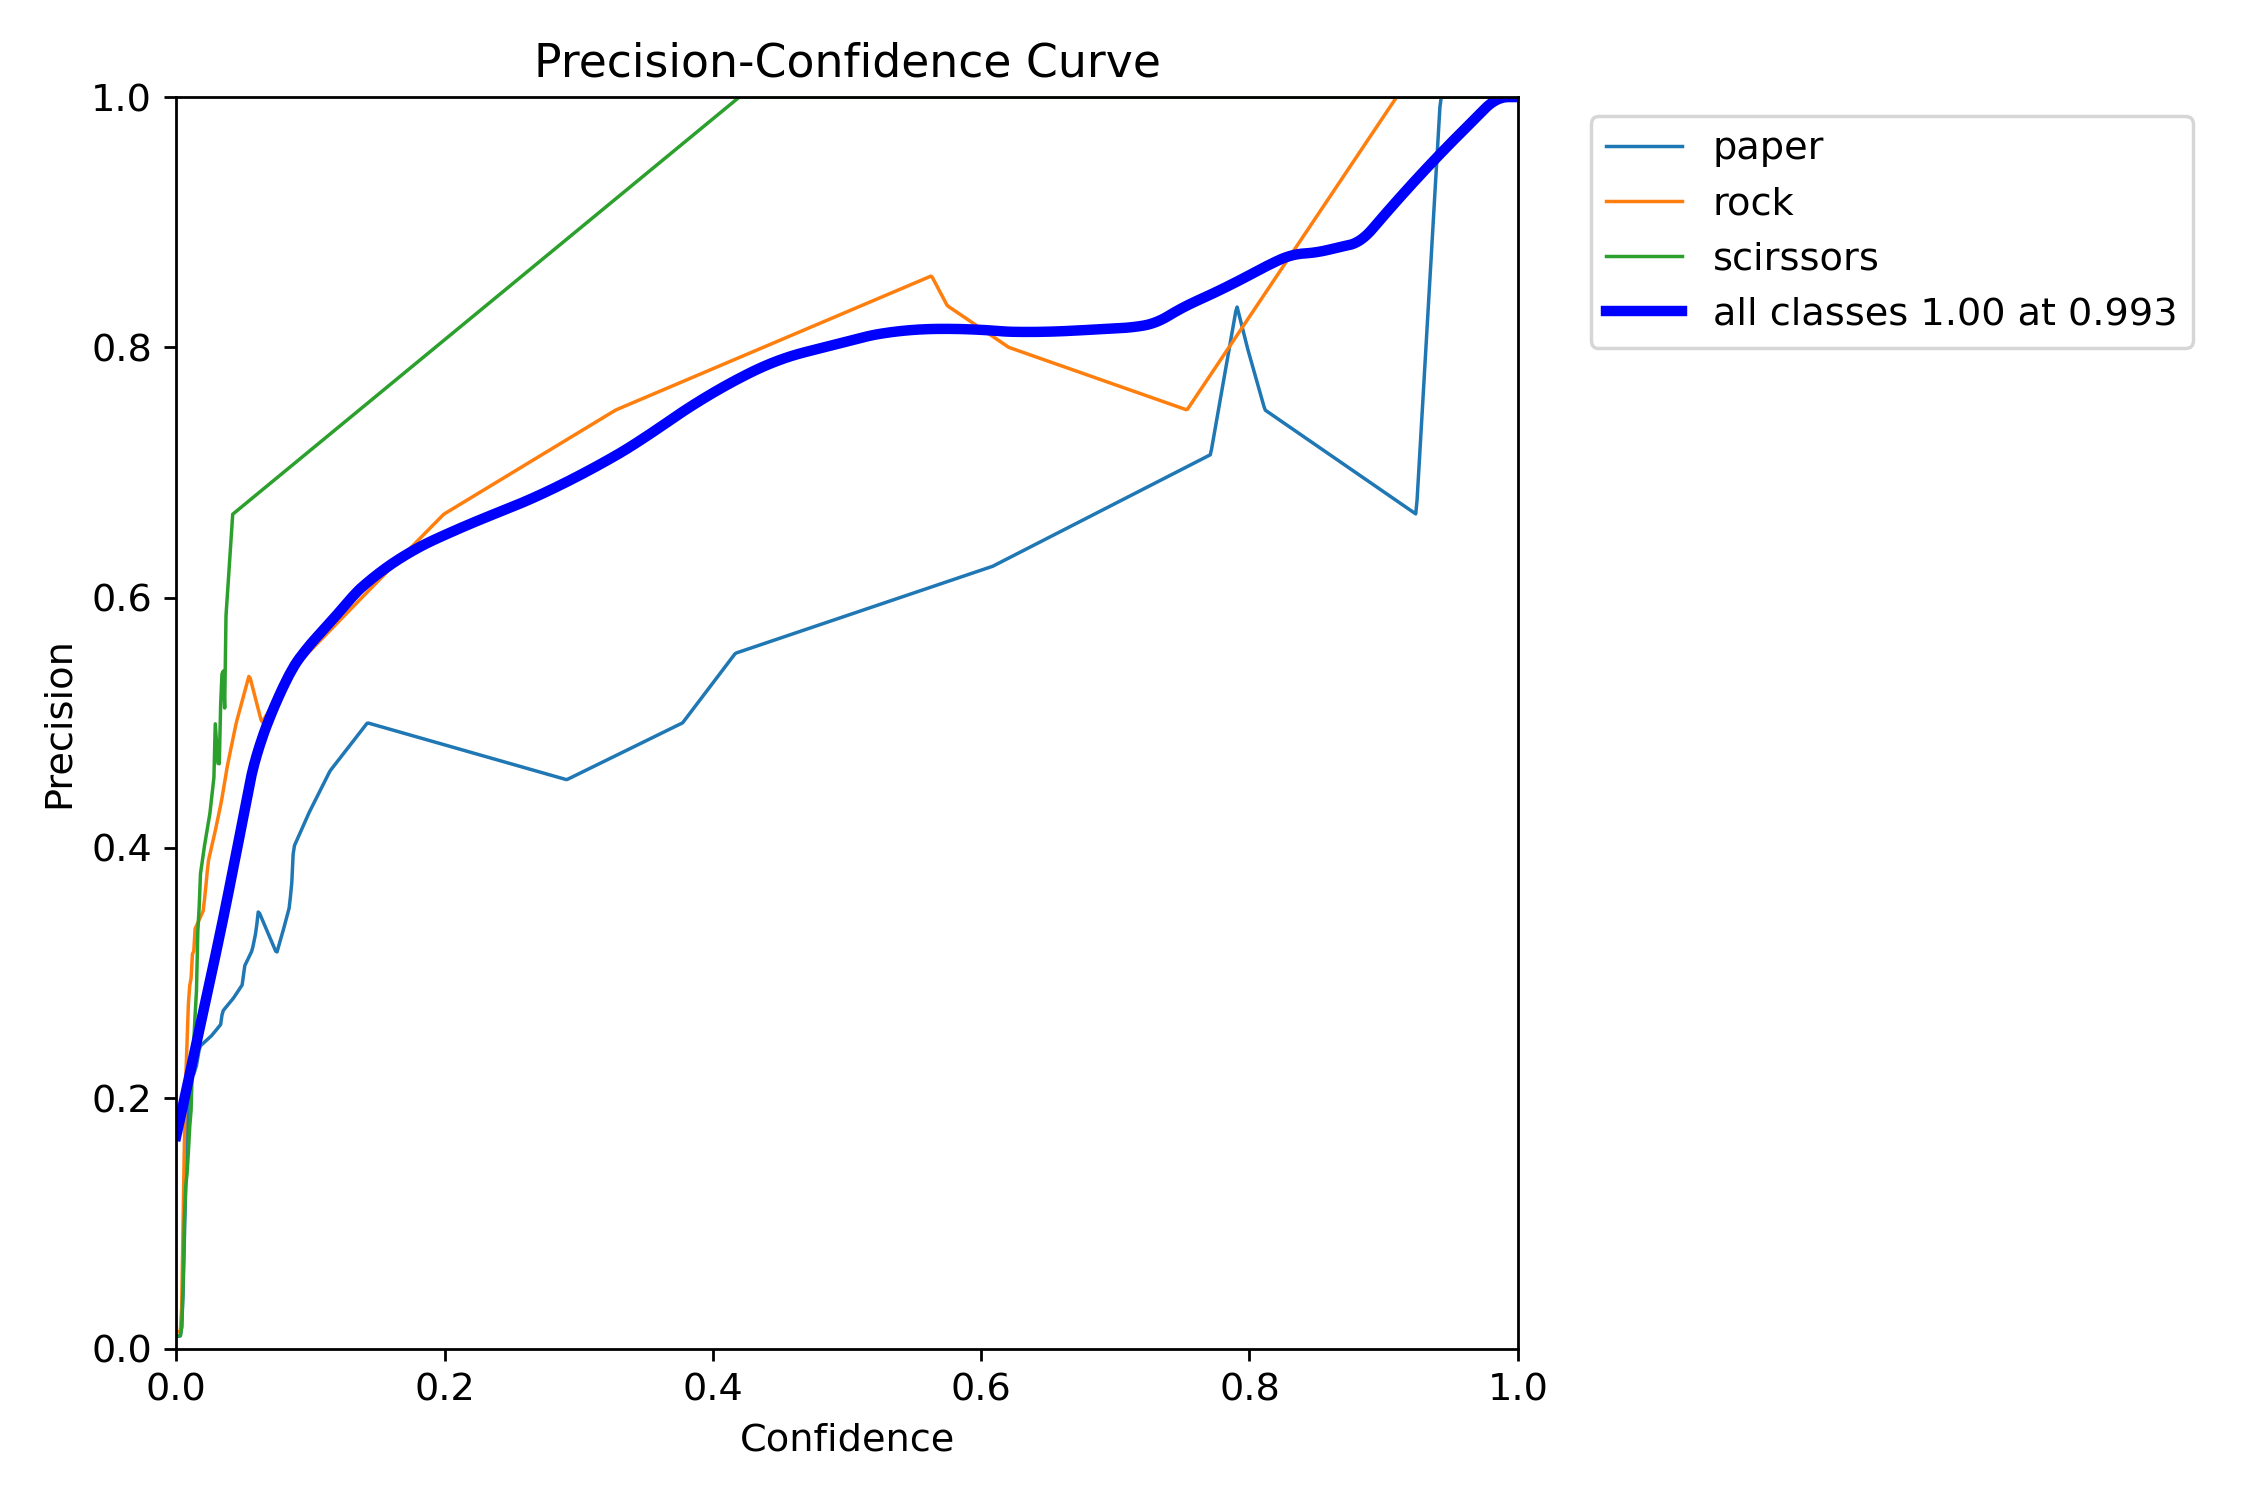 Precision-Confidence Curve
1.0
0.8
0.6
0.4
0.2
0.0
Precision
0.0 0.2 0.4 0.6 0.8 1.0
Confidence
paper
rock
scirssors
all classes 1.00 at 0.993